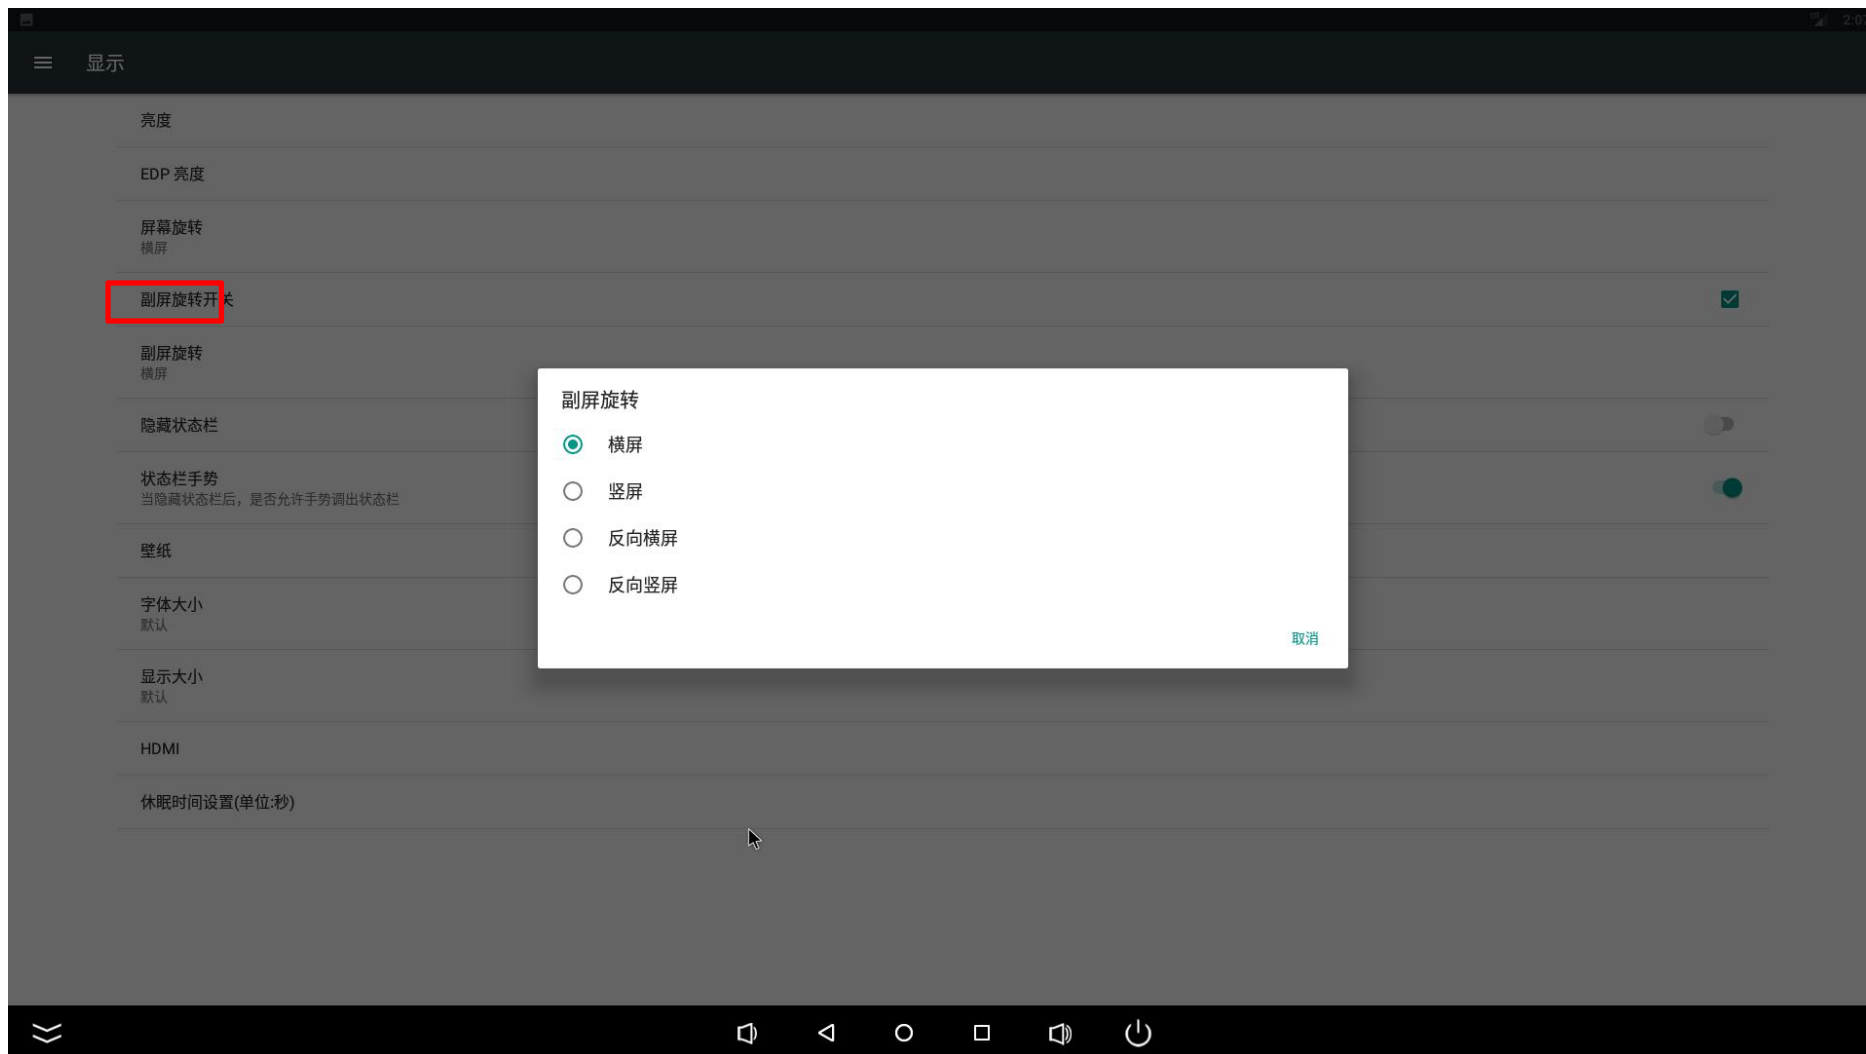 显示
亮度
EDP 亮度
屏幕旋转
横屏
副屏旋转开关
副屏旋转
横屏
隐藏状态栏
状态栏手势
当隐藏状态栏后，是否允许手势调出状态栏
壁纸
字体大小
默认
显示大小
默认
HDMI
休眠时间设置(单位:秒)
副屏旋转
横屏
竖屏
反向横屏
反向竖屏
取消